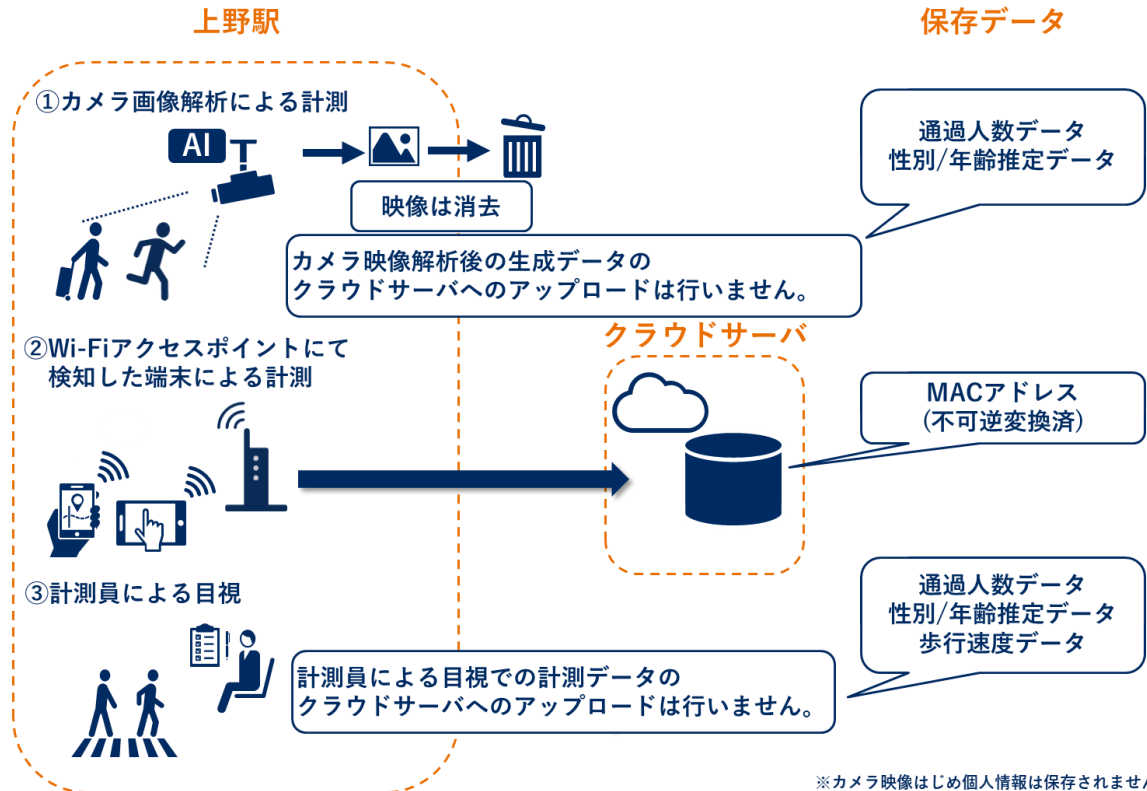 上野駅
保存データ
①カメラ画像解析による計測
AI
通過人数データ
性別/年齢推定データ
映像は消去
カメラ映像解析後の生成データの
クラウドサーバへのアップロードは行いません。
クラウドサーバ
②Wi-Fiアクセスポイントにて
検知した端末による計測
MACアドレス
(不可逆変換済)
③計測員による目視
通過人数データ
性別/年齢推定データ
歩行速度データ
計測員による目視での計測データの
クラウドサーバへのアップロードは行いません。
※カメラ映像はじめ個人情報は保存されません